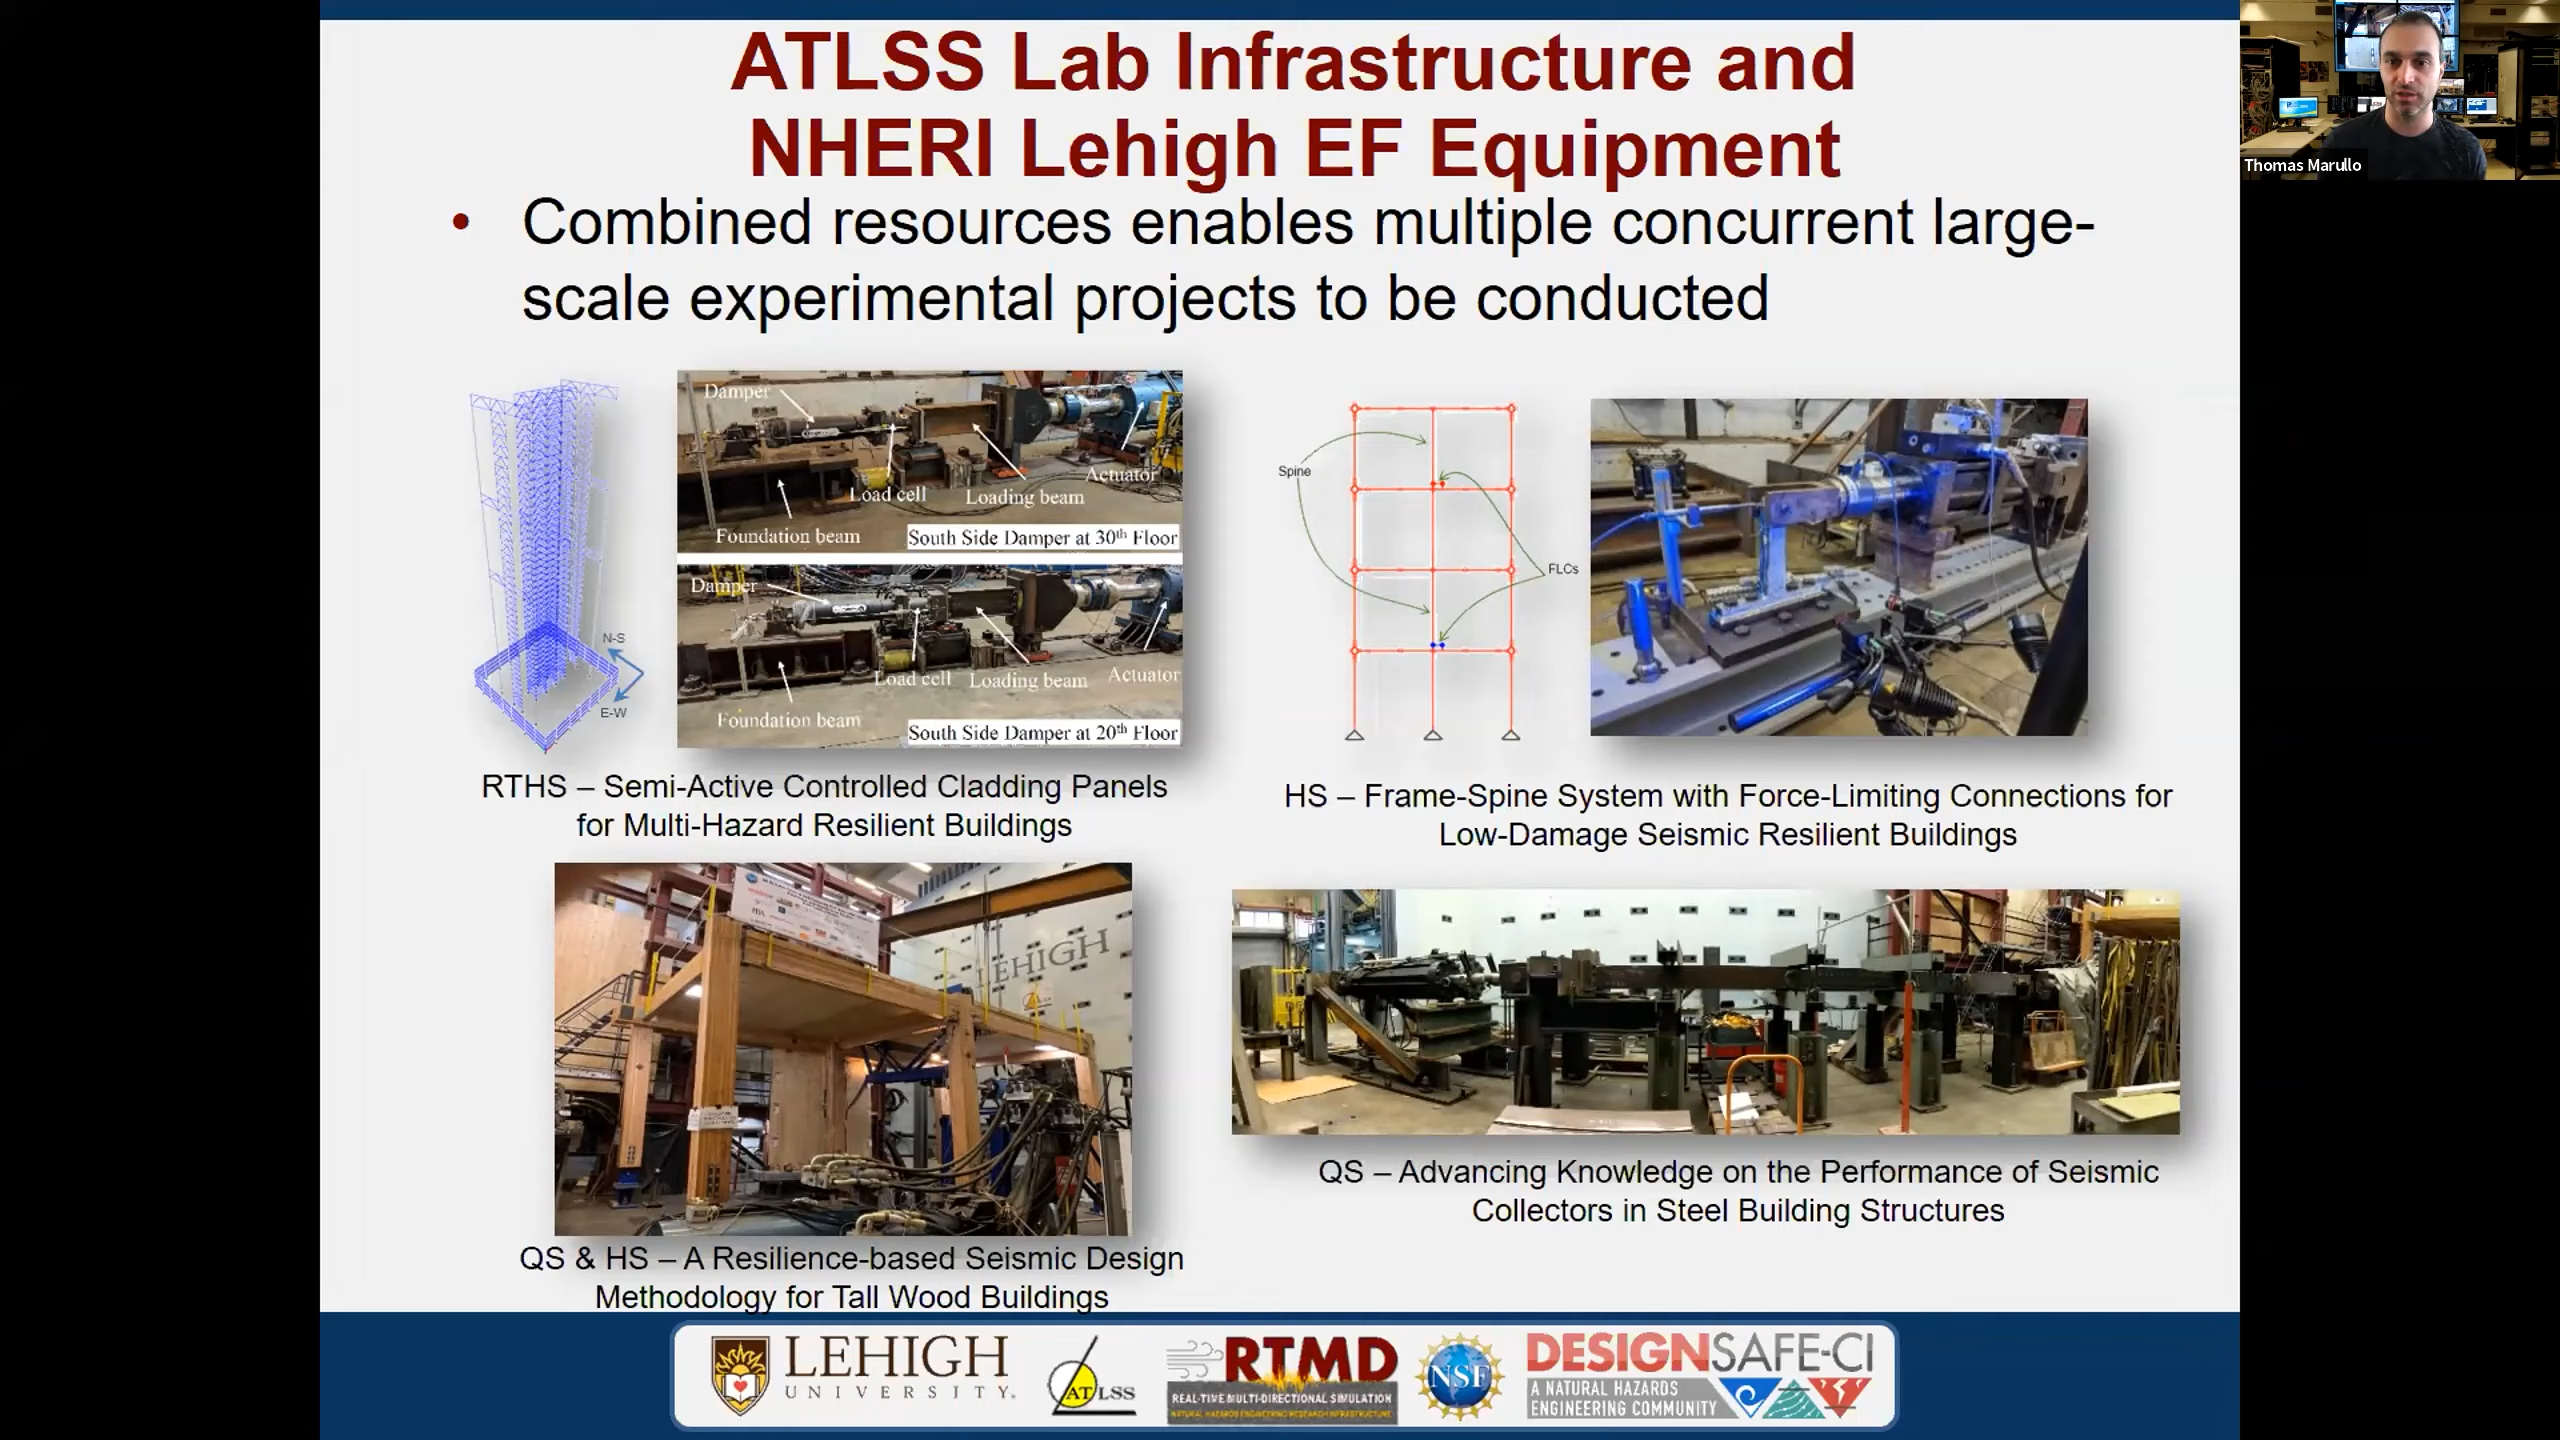 ATLSS Lab Infrastructure and
NHERI Lehigh EF Equipment
• Combined resources enables multiple concurrent large-
scale experimental projects to be conducted
Thomas Marullo
N-S
E-W
Damper
Load cell
Loading beam
Actuator
Foundation beam
South Side Damper at 30th Floor
Damper
Load cell
Loading beam
Actuator
Foundation beam
South Side Damper at 20th Floor
RTHS – Semi-Active Controlled Cladding Panels
for Multi-Hazard Resilient Buildings
Spine
FLCs
HS – Frame-Spine System with Force-Limiting Connections for
Low-Damage Seismic Resilient Buildings
LEHIGH
QS & HS – A Resilience-based Seismic Design
Methodology for Tall Wood Buildings
QS – Advancing Knowledge on the Performance of Seismic
Collectors in Steel Building Structures
LEHIGH
UNIVERSITY.
ATLSS
RTMD
REAL-TIME MULTI-DIRECTIONAL SIMULATION
NATURAL HAZARDS ENGINEERING RESEARCH INFRASTRUCTURE
NSF
DESIGNSAFE-CI
A NATURAL HAZARDS
ENGINEERING COMMUNITY